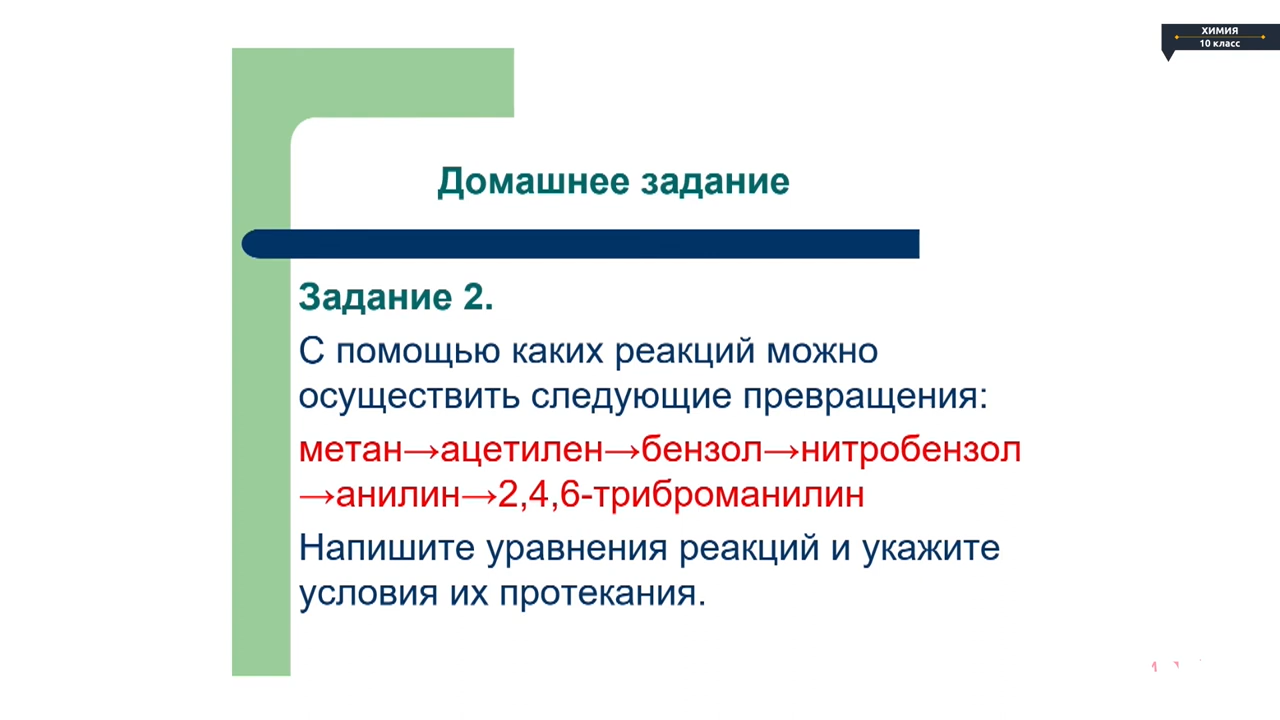 ХИМИЯ
10 класс
Домашнее задание
Задание 2.
С помощью каких реакций можно
осуществить следующие превращения:
метан→ацетилен→бензол→нитробензол
→анилин→2,4,6-триброманилин
Напишите уравнения реакций и укажите
условия их протекания.